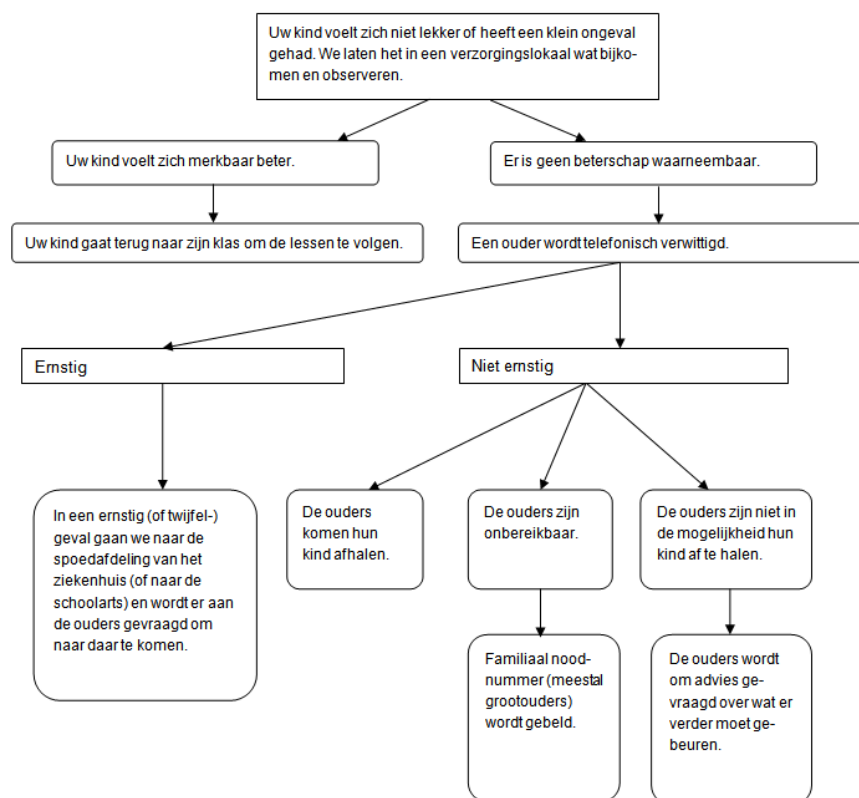 Uw kind voelt zich niet lekker of heeft een klein ongeval
gehad. We laten het in een verzorgingslokaal wat bijko-
men en observeren.
Uw kind voelt zich merkbaar beter.
Er is geen beterschap waarneembaar.
Uw kind gaat terug naar zijn klas om de lessen te volgen.
Een ouder wordt telefonisch verwittigd.
Ernstig
Niet ernstig
In een ernstig (of twijfel-)
geval gaan we naar de
spoedafdeling van het
ziekenhuis (of naar de
schoolarts) en wordt er aan
de ouders gevraagd om
naar daar te komen.
De ouders
komen hun
kind afhalen.
De ouders zijn
onbereikbaar.
De ouders zijn niet in
de mogelijkheid hun
kind af te halen.
Familiaal nood-
nummer (meestal
grootouders)
wordt gebeld.
De ouders wordt
om advies ge-
vraagd over wat er
verder moet ge-
beuren.